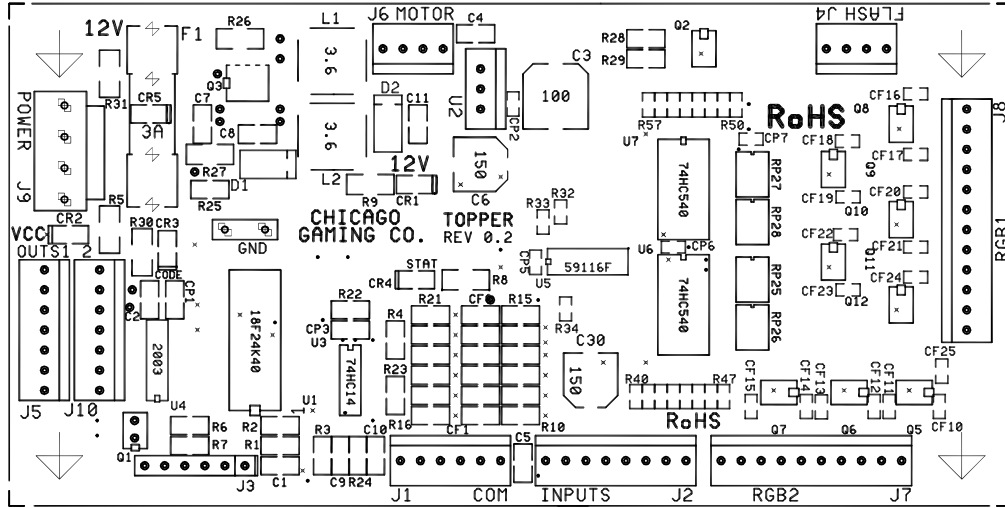 J6 MOTOR
C4
FLASH J4
12V
F1
R26
L1
3.6
Q3
C3
100
R28
R29
Q2
POWER
J9
R31
CR5
3A
C7
C8
R27
R25
D1
L2
3.6
D2
C11
12V
R9
CR1
U2
CP2
150
C6
R57
R50
RoHS
U7
74HC540
CP7
RP27
RP28
CF16
Q8
CF18
CF17
Q9
CF20
CF19
Q10
CF22
CF21
Q11
CF24
CF23
Q12
J8
RGB1
R5
CR2
VCC
OUTS1 2
R30
CR3
CODE
GND
CHICAGO
GAMING CO.
TOPPER
REV 0.2
R33
R32
STAT
CR4
R8
CP5
U5
59116F
U6
CP6
74HC540
RP25
RP26
C2
CP1
2003
U4
18F24K40
R22
CP3
U3
74HC14
R4
R23
R16
R21
R15
R34
C30
150
R40
R47
RoHS
CF15
CF14
CF13
CF12
CF11
CF25
CF10
J5
J10
Q1
R6
R7
R2
R1
U1
1
R3
C10
CF1
R10
C5
Q7
Q6
Q5
J3
C1
C9
R24
J1
COM
INPUTS
J2
RGB2
J7